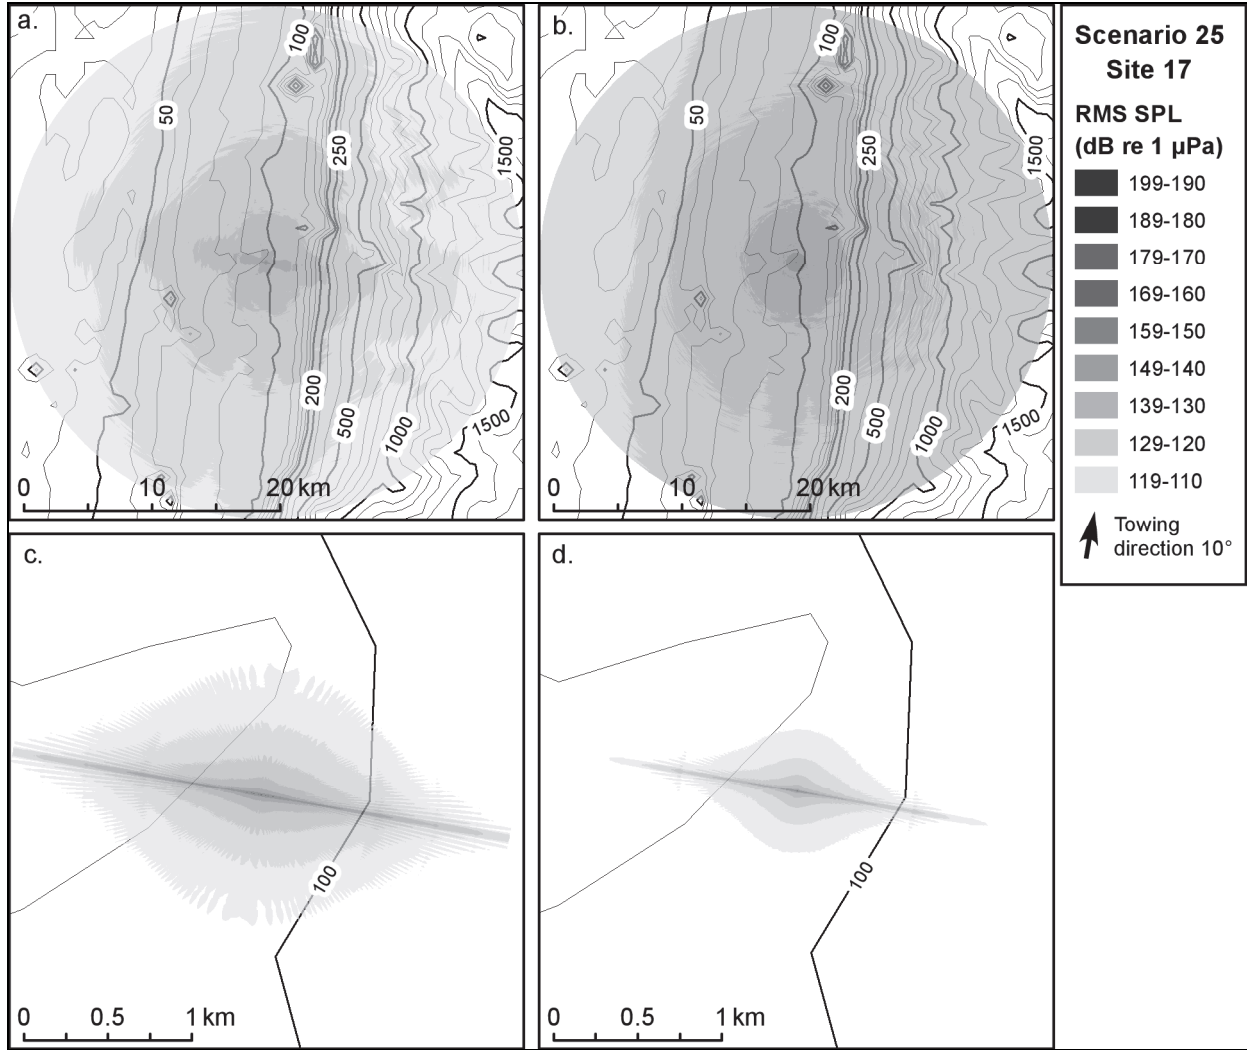 a.
100
50
250
1500
200
500
1000
1500
0 10 20 km
b.
100
50
250
1500
200
500
1000
1500
0 10 20 km
c.
100
0 0.5 1 km
d.
100
0 0.5 1 km
Scenario 25
Site 17
RMS SPL
(dB re 1 µPa)
199-190
189-180
179-170
169-160
159-150
149-140
139-130
129-120
119-110
Towing
direction 10°